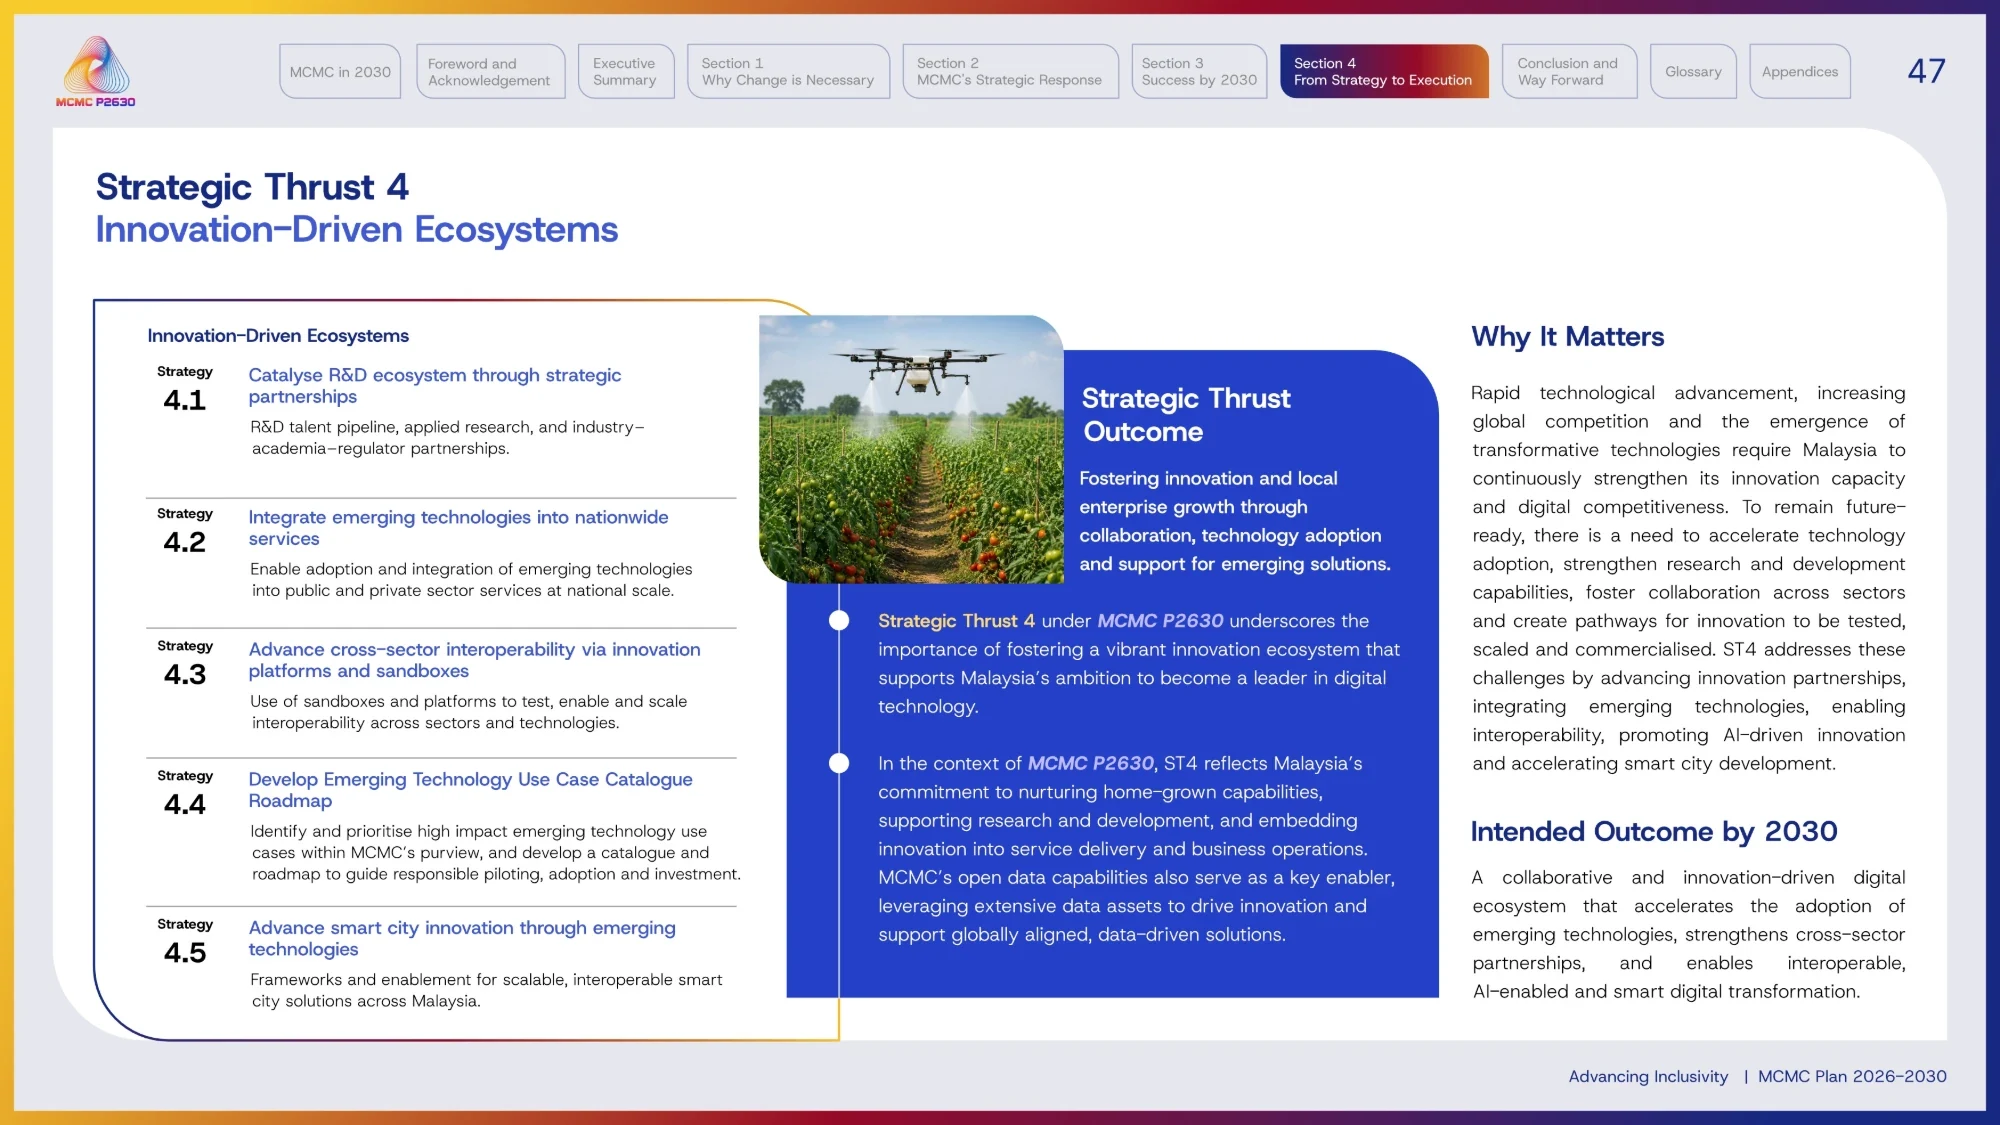 MCMC P2630
MCMC in 2030
Foreword and
Acknowledgement
Executive
Summary
Section 1
Why Change is Necessary
Section 2
MCMC's Strategic Response
Section 3
Success by 2030
Section 4
From Strategy to Execution
Conclusion and
Way Forward
Glossary
Appendices
47
Strategic Thrust 4
Innovation-Driven Ecosystems
Innovation-Driven Ecosystems
Strategy
4.1
Catalyse R&D ecosystem through strategic
partnerships
R&D talent pipeline, applied research, and industry–
academia–regulator partnerships.
Strategy
4.2
Integrate emerging technologies into nationwide
services
Enable adoption and integration of emerging technologies
into public and private sector services at national scale.
Strategy
4.3
Advance cross-sector interoperability via innovation
platforms and sandboxes
Use of sandboxes and platforms to test, enable and scale
interoperability across sectors and technologies.
Strategy
4.4
Develop Emerging Technology Use Case Catalogue
Roadmap
Identify and prioritise high impact emerging technology use
cases within MCMC's purview, and develop a catalogue and
roadmap to guide responsible piloting, adoption and investment.
Strategy
4.5
Advance smart city innovation through emerging
technologies
Frameworks and enablement for scalable, interoperable smart
city solutions across Malaysia.
Strategic Thrust
Outcome
Fostering innovation and local
enterprise growth through
collaboration, technology adoption
and support for emerging solutions.
Strategic Thrust 4 under MCMC P2630 underscores the
importance of fostering a vibrant innovation ecosystem that
supports Malaysia's ambition to become a leader in digital
technology.
In the context of MCMC P2630, ST4 reflects Malaysia's
commitment to nurturing home-grown capabilities,
supporting research and development, and embedding
innovation into service delivery and business operations.
MCMC's open data capabilities also serve as a key enabler,
leveraging extensive data assets to drive innovation and
support globally aligned, data-driven solutions.
Why It Matters
Rapid technological advancement, increasing
global competition and the emergence of
transformative technologies require Malaysia to
continuously strengthen its innovation capacity
and digital competitiveness. To remain future-
ready, there is a need to accelerate technology
adoption, strengthen research and development
capabilities, foster collaboration across sectors
and create pathways for innovation to be tested,
scaled and commercialised. ST4 addresses these
challenges by advancing innovation partnerships,
integrating emerging technologies, enabling
interoperability, promoting AI-driven innovation
and accelerating smart city development.
Intended Outcome by 2030
A collaborative and innovation-driven digital
ecosystem that accelerates the adoption of
emerging technologies, strengthens cross-sector
partnerships, and enables interoperable,
AI-enabled and smart digital transformation.
Advancing Inclusivity | MCMC Plan 2026-2030